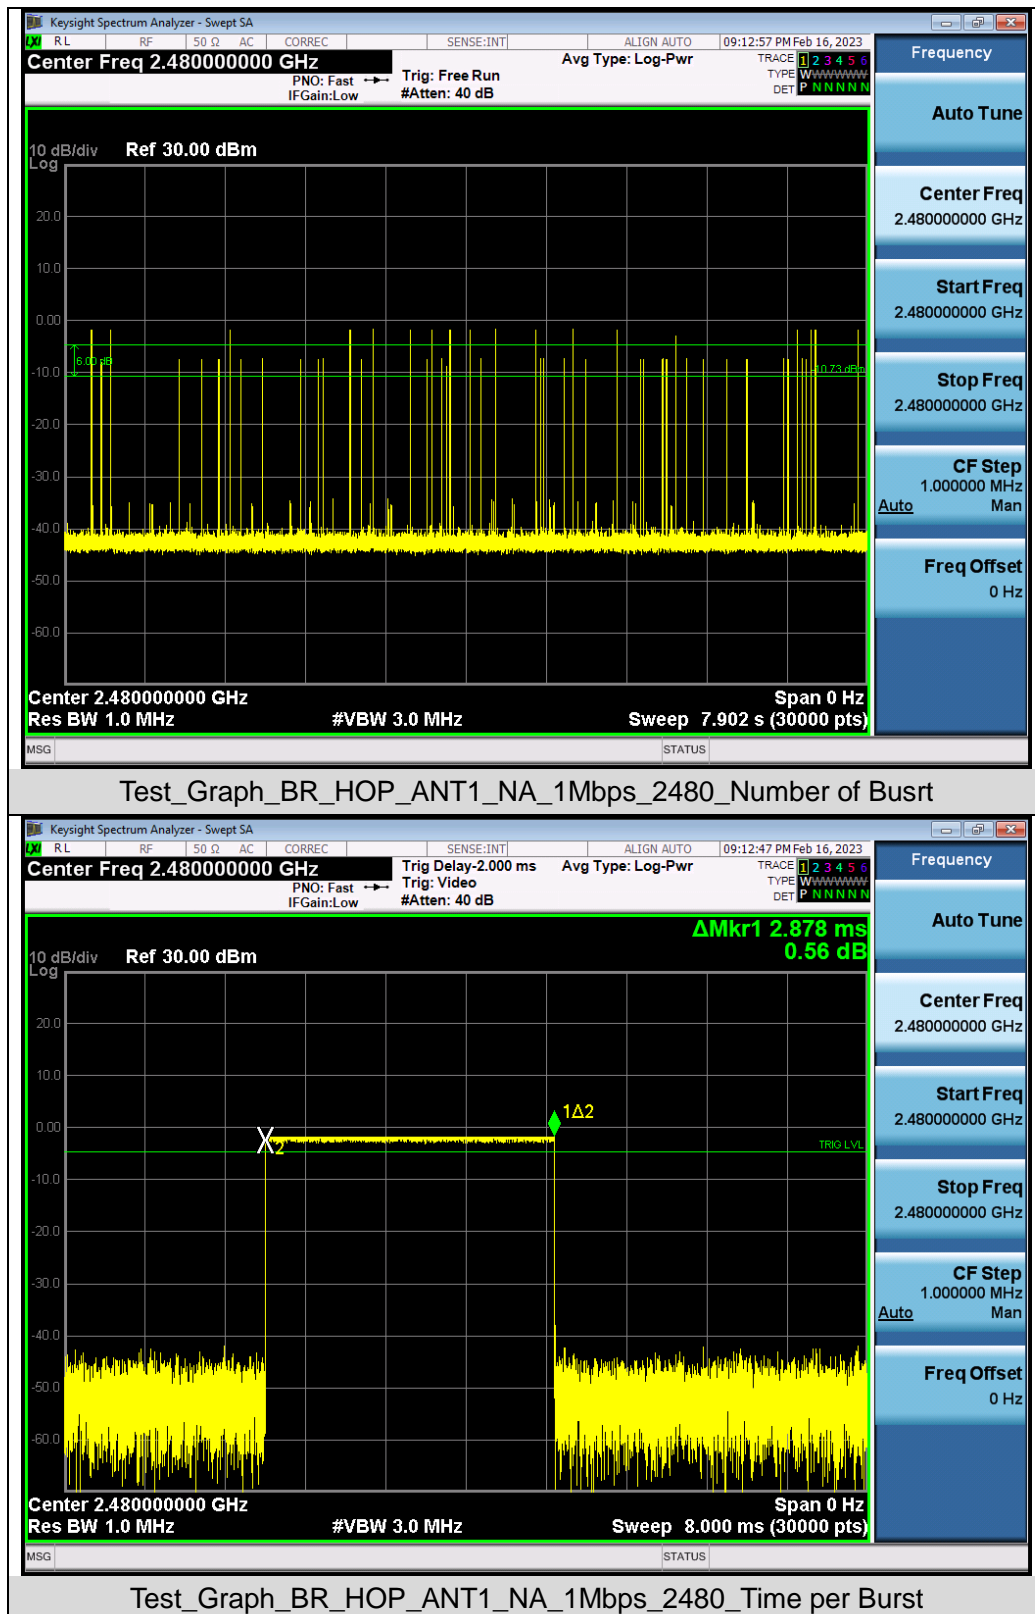 Keysight Spectrum Analyzer - Swept SA
LXI RL RF 50 Ω AC CORREC SENSE:INT ALIGN AUTO 09:12:57 PM Feb 16, 2023
Center Freq 2.480000000 GHz Avg Type: Log-Pwr TRACE 1 2 3 4 5 6
PNO: Fast Trig: Free Run TYPE WWWWWW
IFGain:Low #Atten: 40 dB DET P N N N N N
Frequency
Auto Tune
Center Freq
2.480000000 GHz
Start Freq
2.480000000 GHz
Stop Freq
2.480000000 GHz
CF Step
1.000000 MHz
Auto Man
Freq Offset
0 Hz
10 dB/div Ref 30.00 dBm
Log
20.0
10.0
0.00
6.00 dB
-10.0
-10.73 dBm
-20.0
-30.0
-40.0
-50.0
-60.0
Center 2.480000000 GHz Span 0 Hz
Res BW 1.0 MHz #VBW 3.0 MHz Sweep 7.902 s (30000 pts)
MSG STATUS
Test_Graph_BR_HOP_ANT1_NA_1Mbps_2480_Number of Busrt
Keysight Spectrum Analyzer - Swept SA
LXI RL RF 50 Ω AC CORREC SENSE:INT ALIGN AUTO 09:12:47 PM Feb 16, 2023
Center Freq 2.480000000 GHz Trig Delay-2.000 ms Avg Type: Log-Pwr TRACE 1 2 3 4 5 6
PNO: Fast Trig: Video TYPE WWWWWW
IFGain:Low #Atten: 40 dB DET P N N N N N
Frequency
Auto Tune
Center Freq
2.480000000 GHz
Start Freq
2.480000000 GHz
Stop Freq
2.480000000 GHz
CF Step
1.000000 MHz
Auto Man
Freq Offset
0 Hz
ΔMkr1 2.878 ms
0.56 dB
10 dB/div Ref 30.00 dBm
Log
20.0
10.0
1Δ2
0.00
X2
TRIG LVL
-10.0
-20.0
-30.0
-40.0
-50.0
-60.0
Center 2.480000000 GHz Span 0 Hz
Res BW 1.0 MHz #VBW 3.0 MHz Sweep 8.000 ms (30000 pts)
MSG STATUS
Test_Graph_BR_HOP_ANT1_NA_1Mbps_2480_Time per Burst